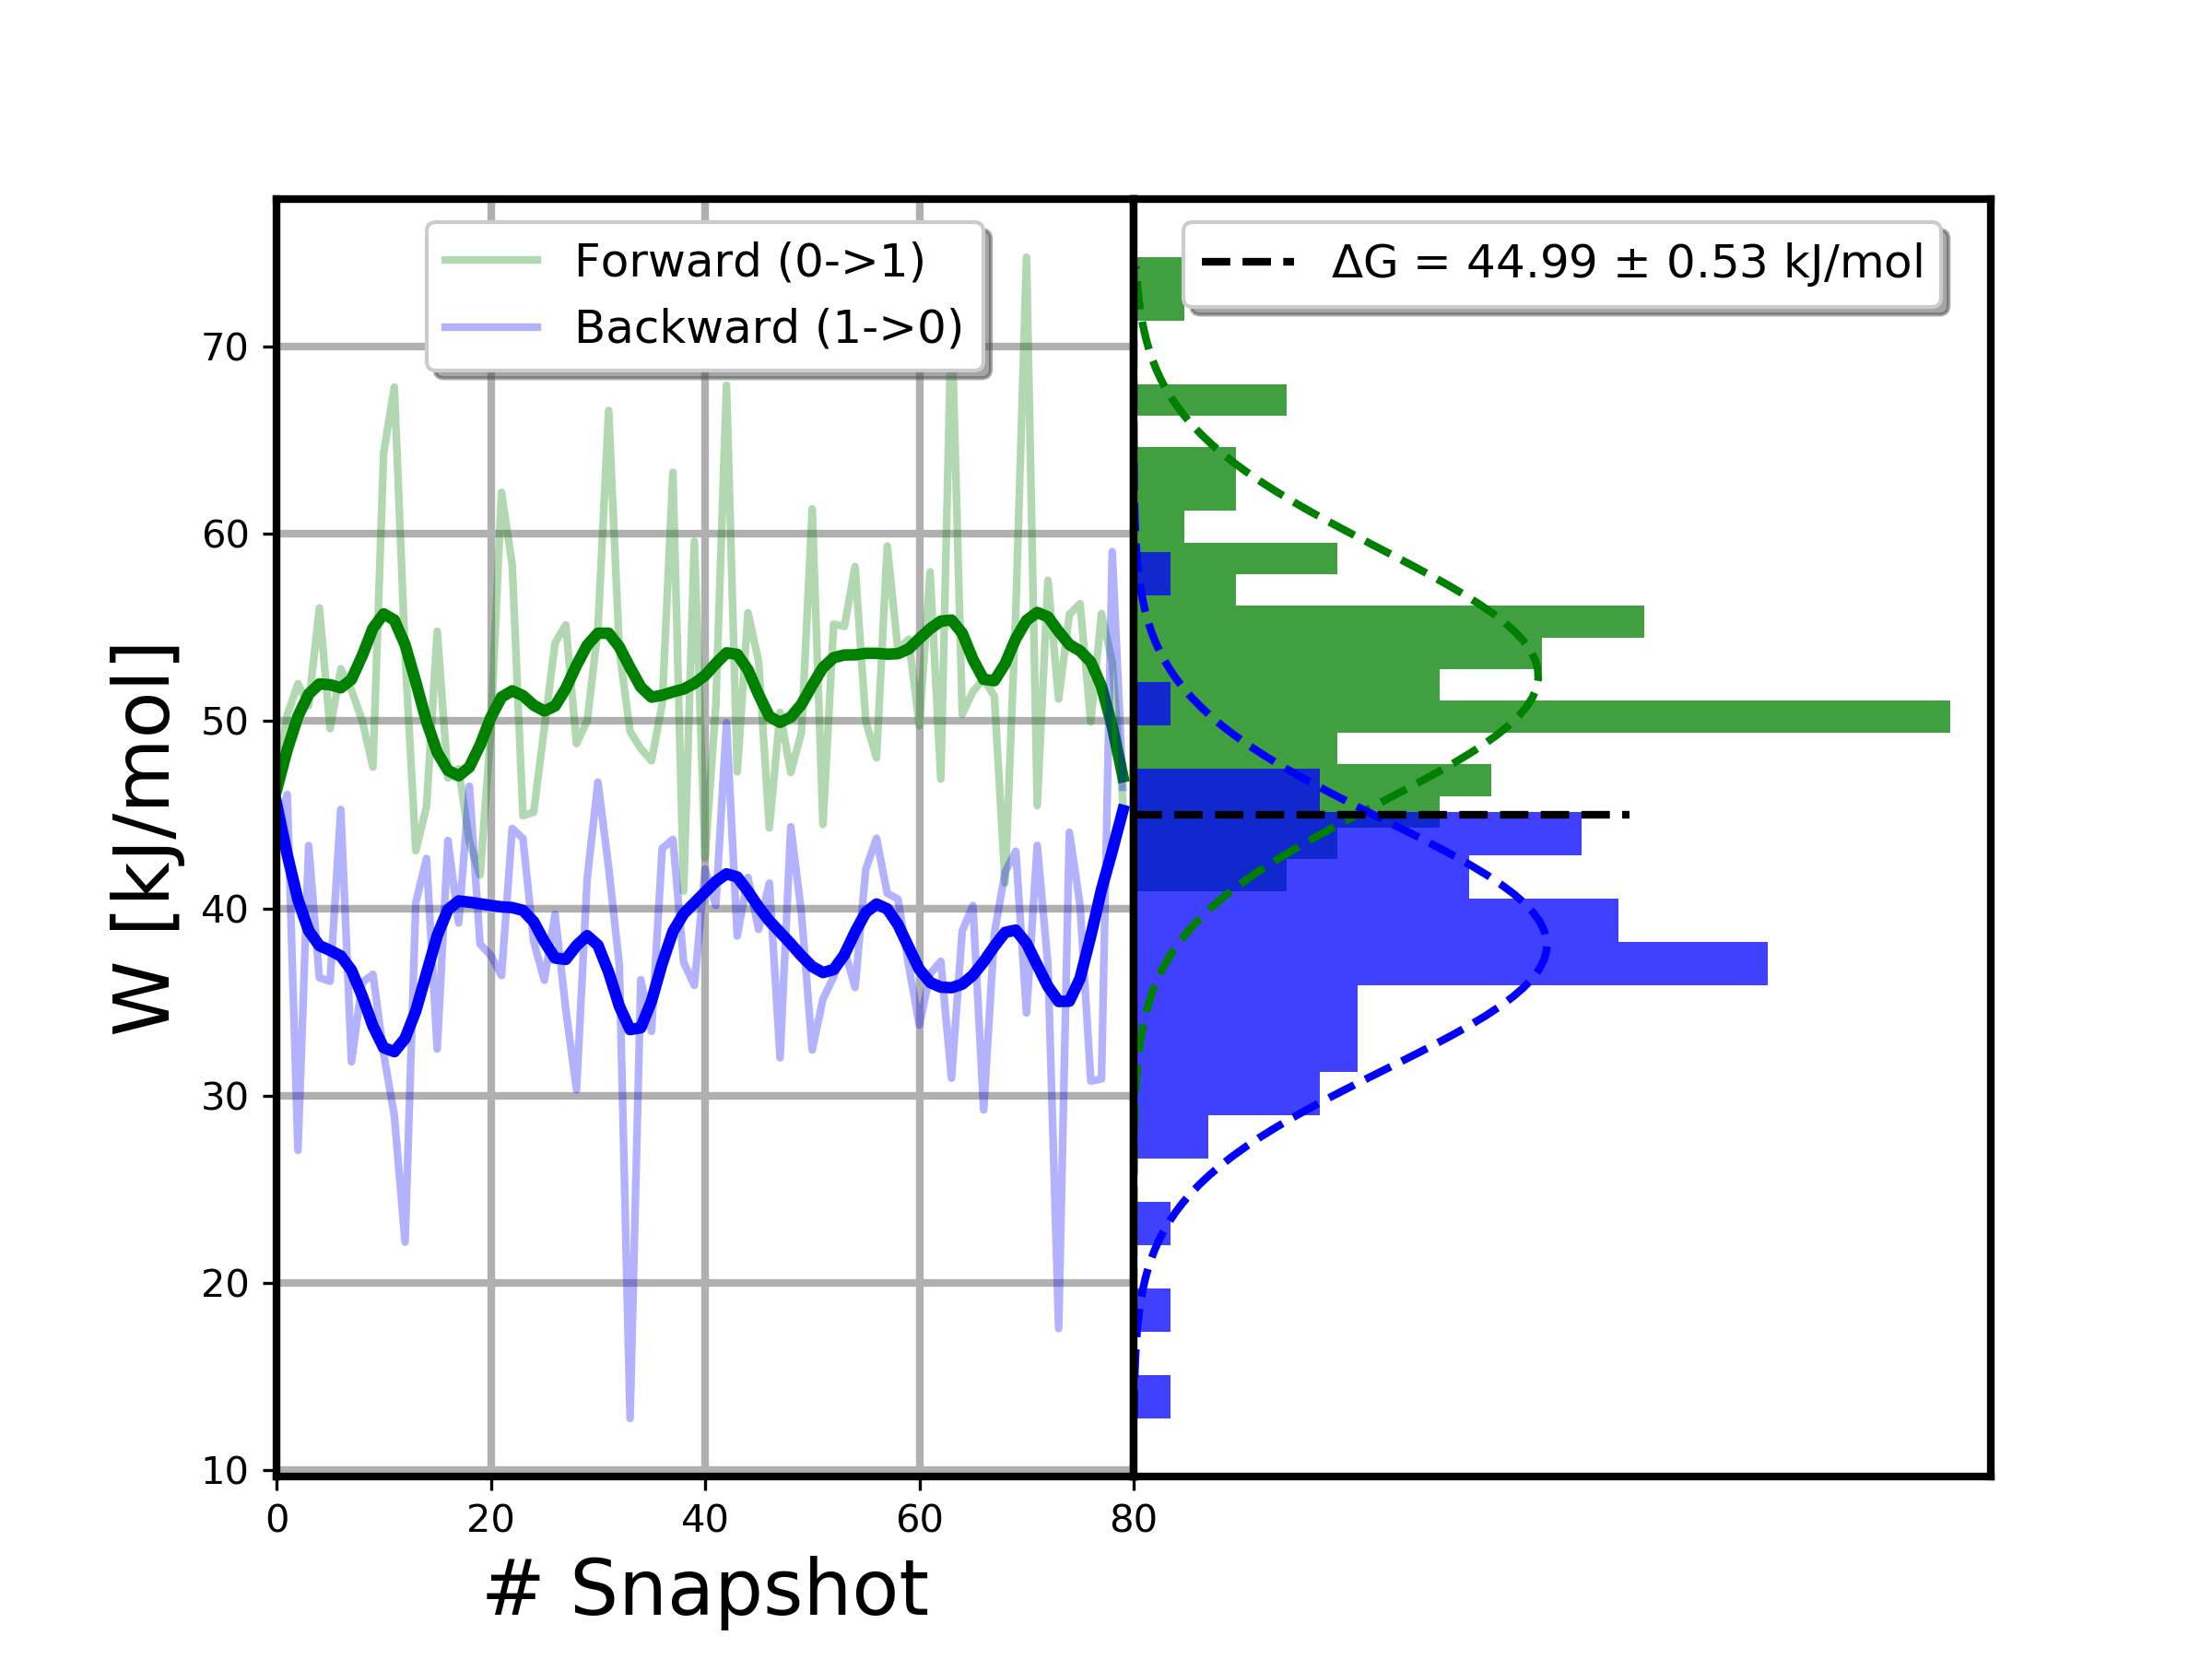 Forward (0->1)
Backward (1->0)
ΔG = 44.99 ± 0.53 kJ/mol
W [kJ/mol]
70
60
50
40
30
20
10
0 20 40 60 80
# Snapshot